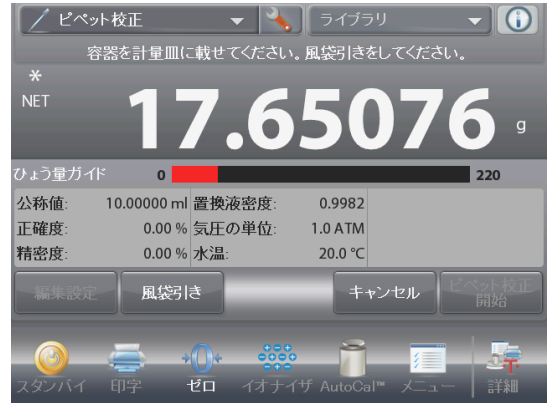 ピペット校正 ライブラリ
容器を計量皿に載せてください。風袋引きをしてください。
*
NET 17.65076 g
ひょう量ガイド 0 220
公称値: 10.00000 ml 置換液密度: 0.9982
正確度: 0.00 % 気圧の単位: 1.0 ATM
精密度: 0.00 % 水温: 20.0 °C
編集設定 風袋引き キャンセル ピペット校正
開始
スタンバイ 印字 ゼロ イオナイザ AutoCal™ メニュー 詳細